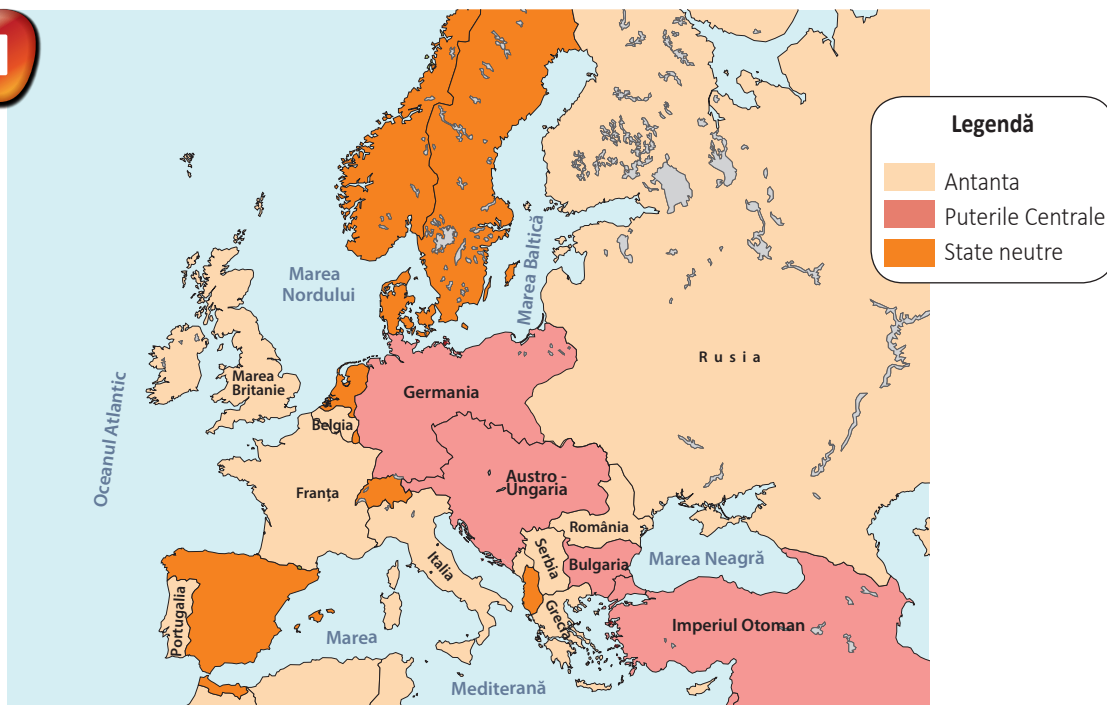 Legendă
Antanta
Puterile Centrale
State neutre
Marea
Nordului
Marea Baltică
Oceanul Atlantic
Marea
Britanie
Belgia
Germania
Rusia
Franța
Austro -
Ungaria
România
Serbia
Bulgaria
Marea Neagră
Italia
Grecia
Portugalia
Imperiul Otoman
Marea
Mediterană